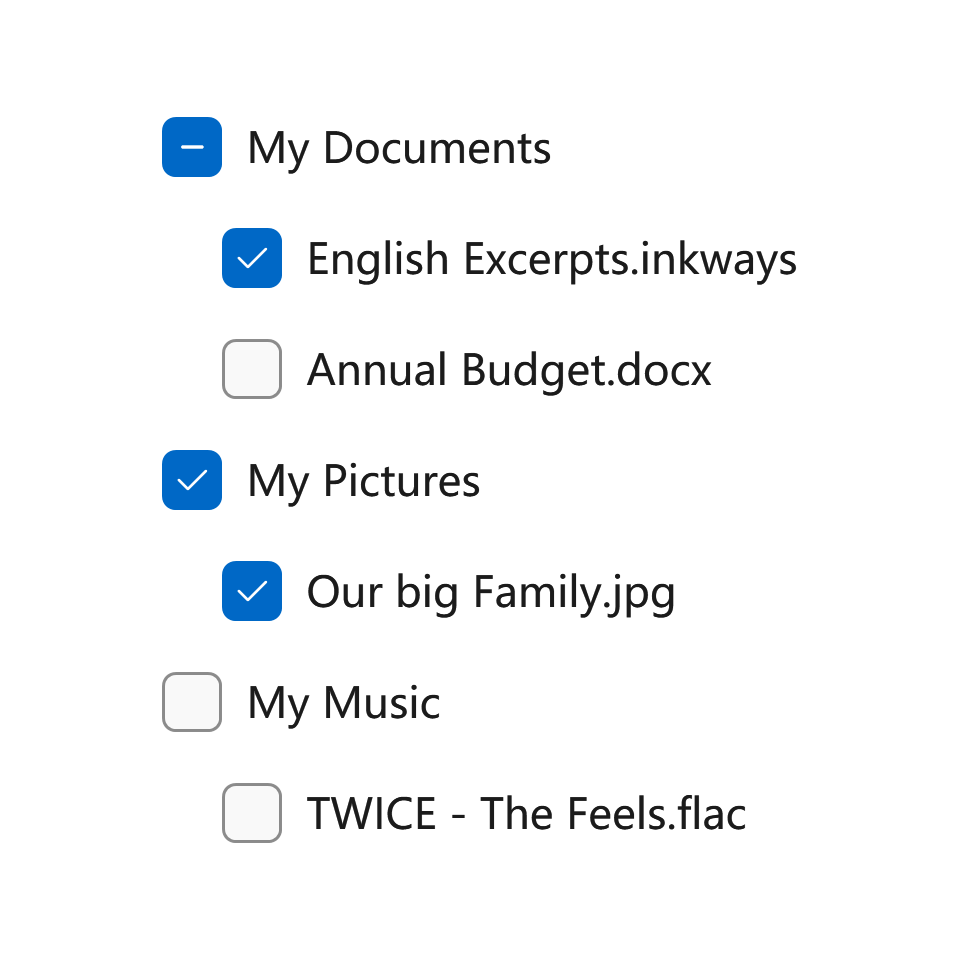 My Documents
English Excerpts.inkways
Annual Budget.docx
My Pictures
Our big Family.jpg
My Music
TWICE - The Feels.flac